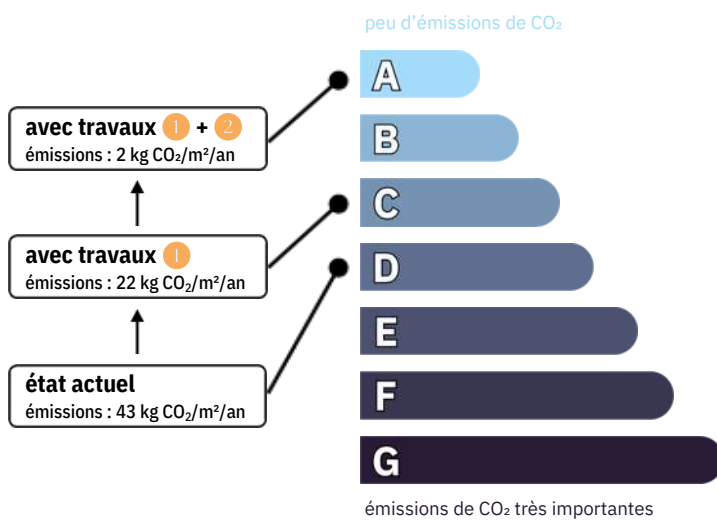 peu d'émissions de CO₂
A
avec travaux 1 + 2
émissions : 2 kg CO₂/m²/an
B
C
avec travaux 1
émissions : 22 kg CO₂/m²/an
D
E
état actuel
émissions : 43 kg CO₂/m²/an
F
G
émissions de CO₂ très importantes